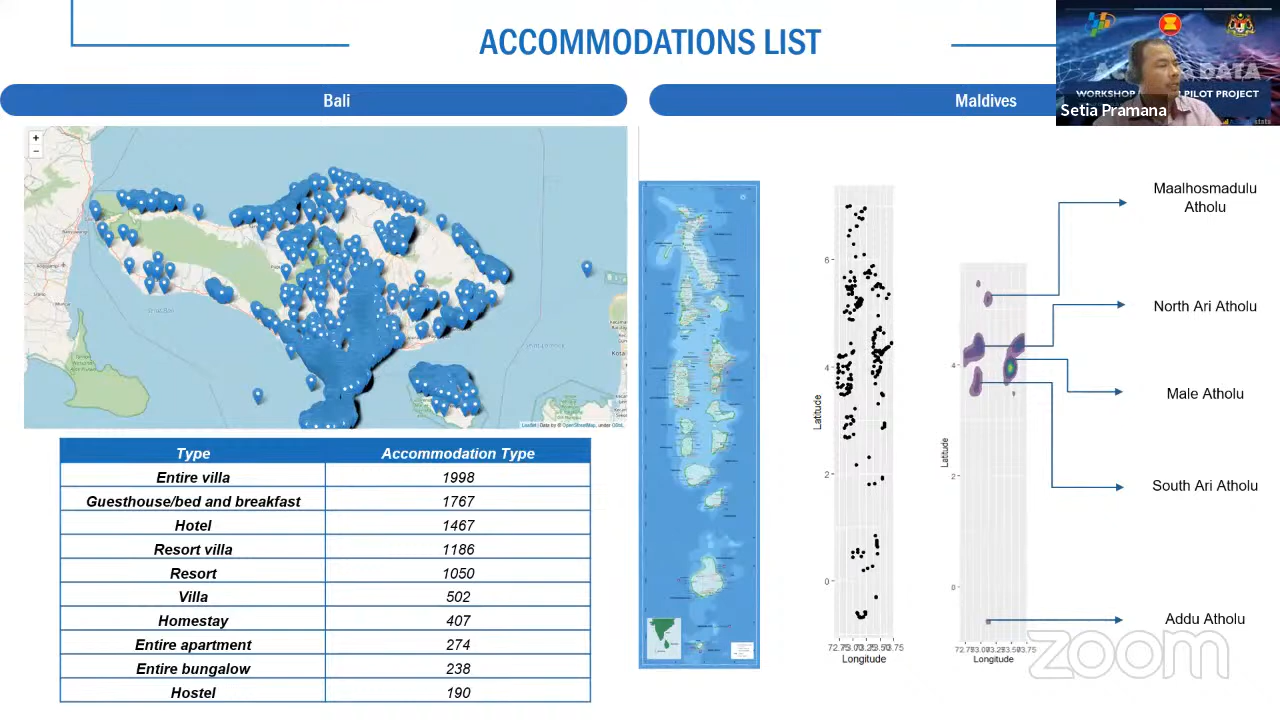 ACCOMMODATIONS LIST
Bali
Maldives
WORKSHOP
PILOT PROJECT
Setia Pramana
+
−
Type Accommodation Type
Entire villa 1998
Guesthouse/bed and breakfast 1767
Hotel 1467
Resort villa 1186
Resort 1050
Villa 502
Homestay 407
Entire apartment 274
Entire bungalow 238
Hostel 190
Latitude
6
4
2
0
Longitude
Latitude
4
2
0
Longitude
Maalhosmadulu
Atholu
North Ari Atholu
Male Atholu
South Ari Atholu
Addu Atholu
zoom